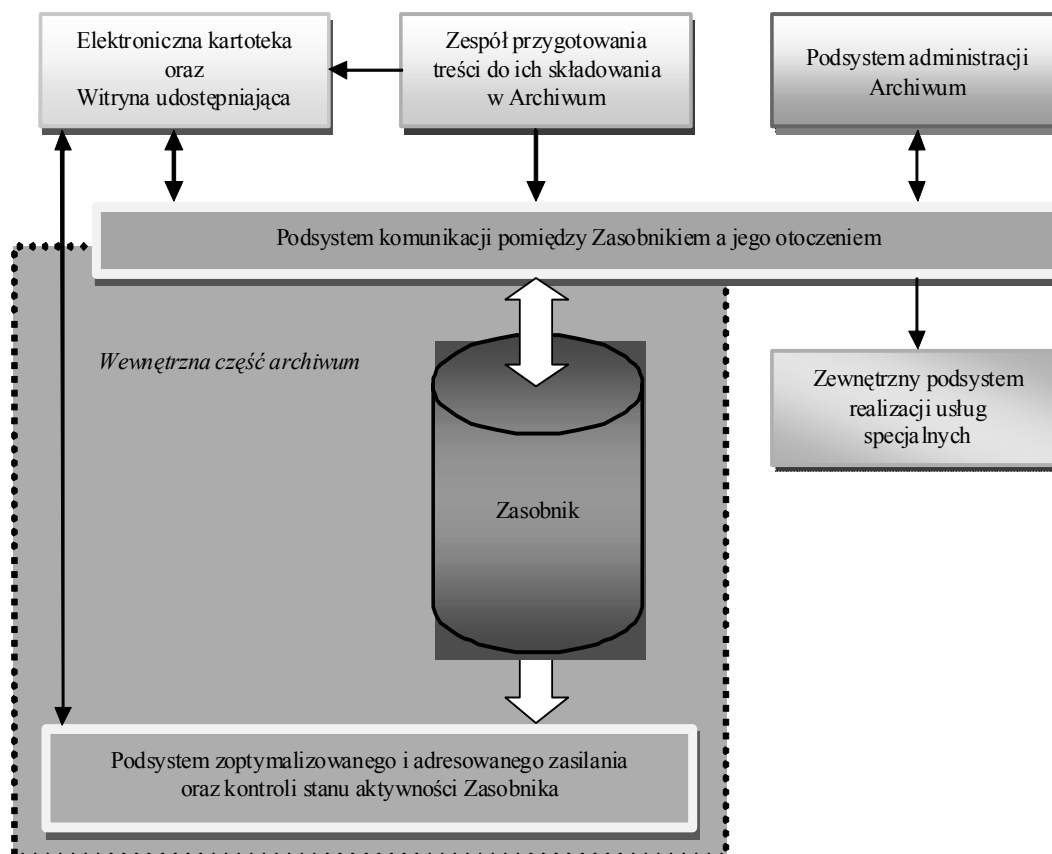 Elektroniczna kartoteka
oraz
Witryna udostępniająca
Zespół przygotowania
treści do ich składowania
w Archiwum
Podsystem administracji
Archiwum
Podsystem komunikacji pomiędzy Zasobnikiem a jego otoczeniem
Wewnętrzna część archiwum
Zewnętrzny podsystem
realizacji usług
specjalnych
Zasobnik
Podsystem zoptymalizowanego i adresowanego zasilania
oraz kontroli stanu aktywności Zasobnika